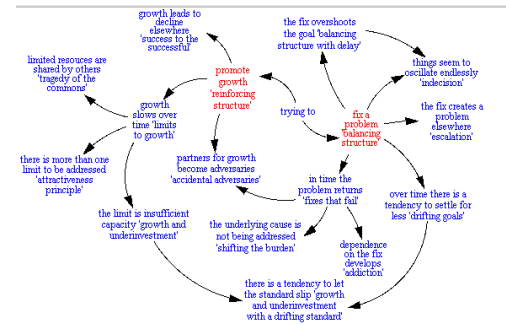 growth leads to
decline
elsewhere
'success to the
successful'
the fix overshoots
the goal 'balancing
structure with delay'
limited resouces are
shared by others
'tragedy of the
commons'
promote
growth
'reinforcing
structure'
things seem to
oscillate endlessly
'indecision'
growth
slows over
time 'limits
to growth'
trying to
fix a
problem
'balancing
structure'
the fix creates a
problem
elsewhere
'escalation'
there is more than one
limit to be addressed
'attractiveness
principle'
partners for growth
become adversaries
'accidental adversaries'
in time the
problem returns
'fixes that fail'
over time there is a
tendency to settle for
less 'drifting goals'
the limit is insufficient
capacity 'growth and
underinvestment'
the underlying cause is
not being addressed
'shifting the burden'
dependence
on the fix
develops
'addiction'
there is a tendency to let
the standard slip 'growth
and underinvestment
with a drifting standard'